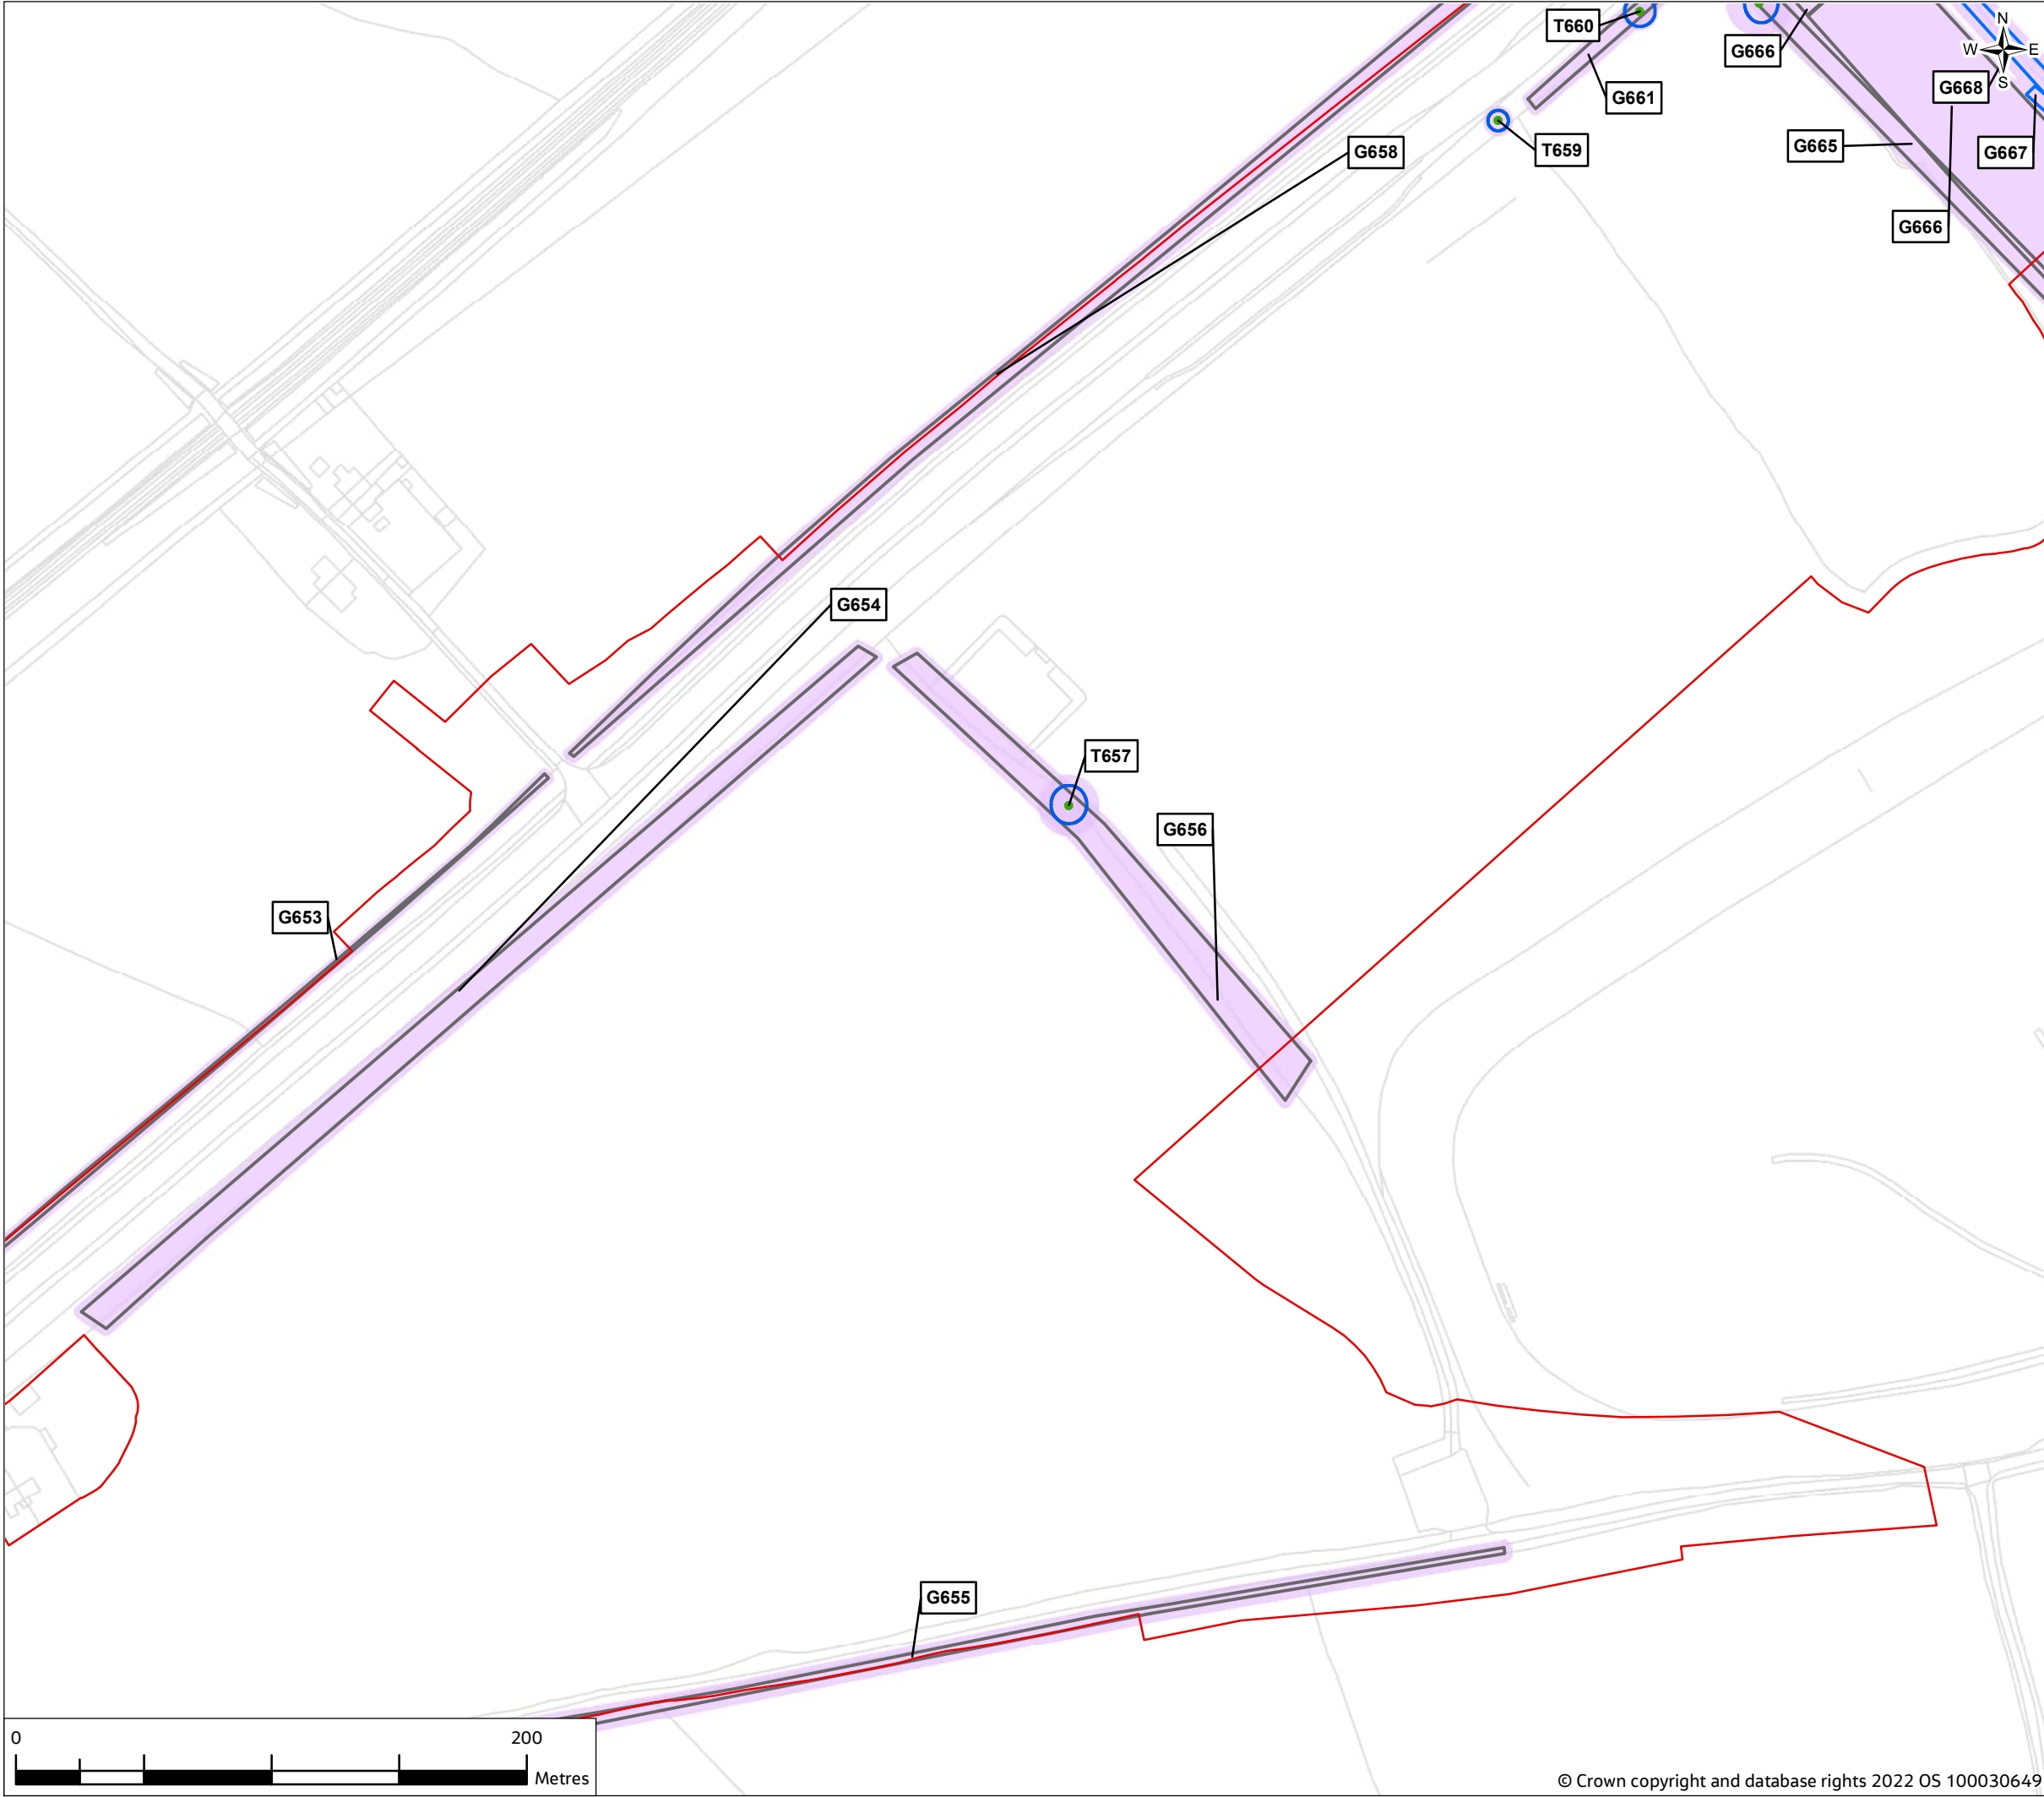 T660
N
G666
W
E
S
G668
G661
G665
T659
G658
G667
G666
G654
T657
G656
G653
G655
0
200
Metres
© Crown copyright and database rights 2022 OS 100030649